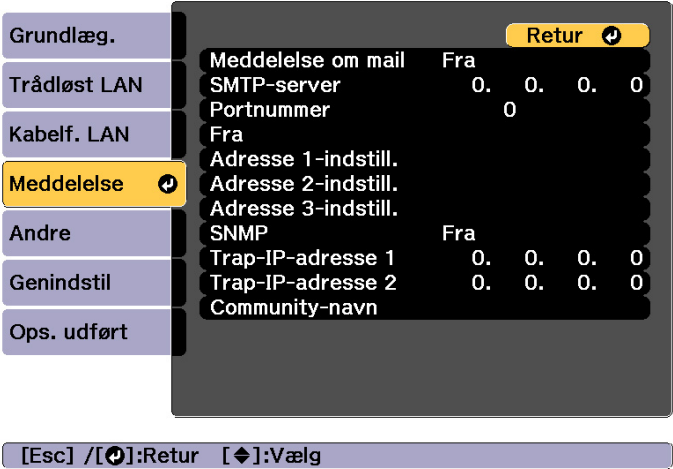 Grundlæg.
Trådløst LAN
Kabelf. LAN
Meddelelse
Andre
Genindstil
Ops. udført
Retur
Meddelelse om mail Fra
SMTP-server 0. 0. 0. 0
Portnummer 0
Fra
Adresse 1-indstill.
Adresse 2-indstill.
Adresse 3-indstill.
SNMP Fra
Trap-IP-adresse 1 0. 0. 0. 0
Trap-IP-adresse 2 0. 0. 0. 0
Community-navn
[Esc] /[⏎]:Retur [◆]:Vælg